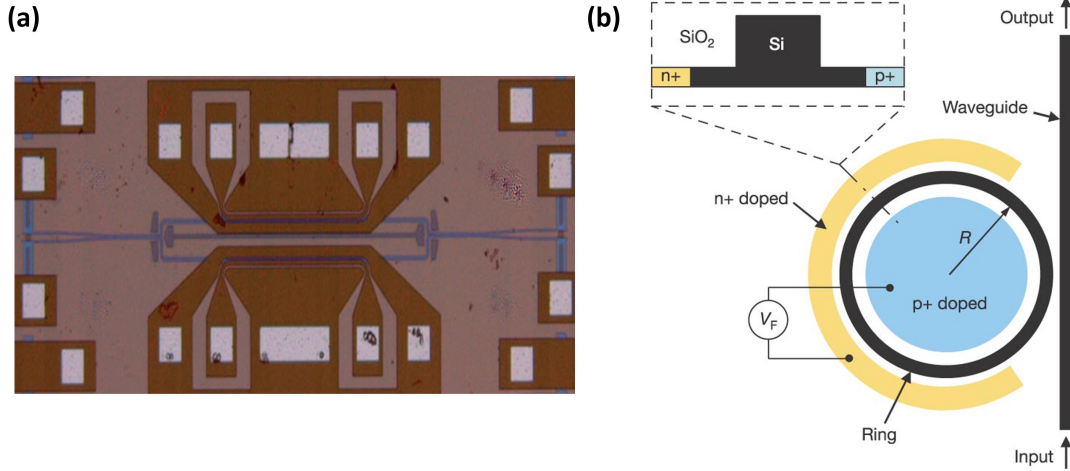 (a)
(b)
Output
SiO2
Si
n+
p+
Waveguide
n+ doped
R
p+ doped
VF
Ring
Input